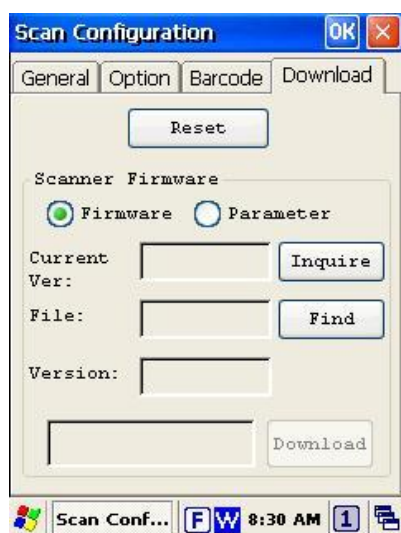 Scan Configuration OK
General Option Barcode Download
Reset
Scanner Firmware
Firmware Parameter
Current Ver: Inquire
File: Find
Version:
Download
Scan Conf... F W 8:30 AM 1